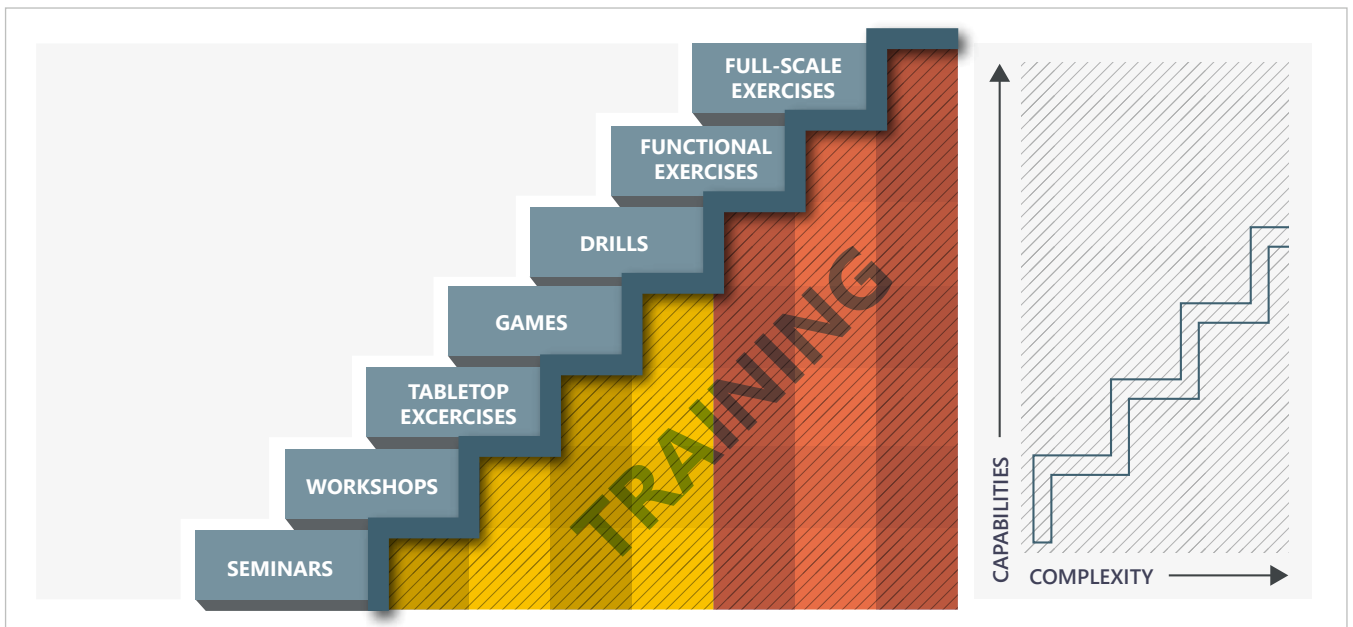 FULL-SCALE
EXERCISES
FUNCTIONAL
EXERCISES
DRILLS
GAMES
TABLETOP
EXCERCISES
WORKSHOPS
SEMINARS
TRAINING
CAPABILITIES
COMPLEXITY